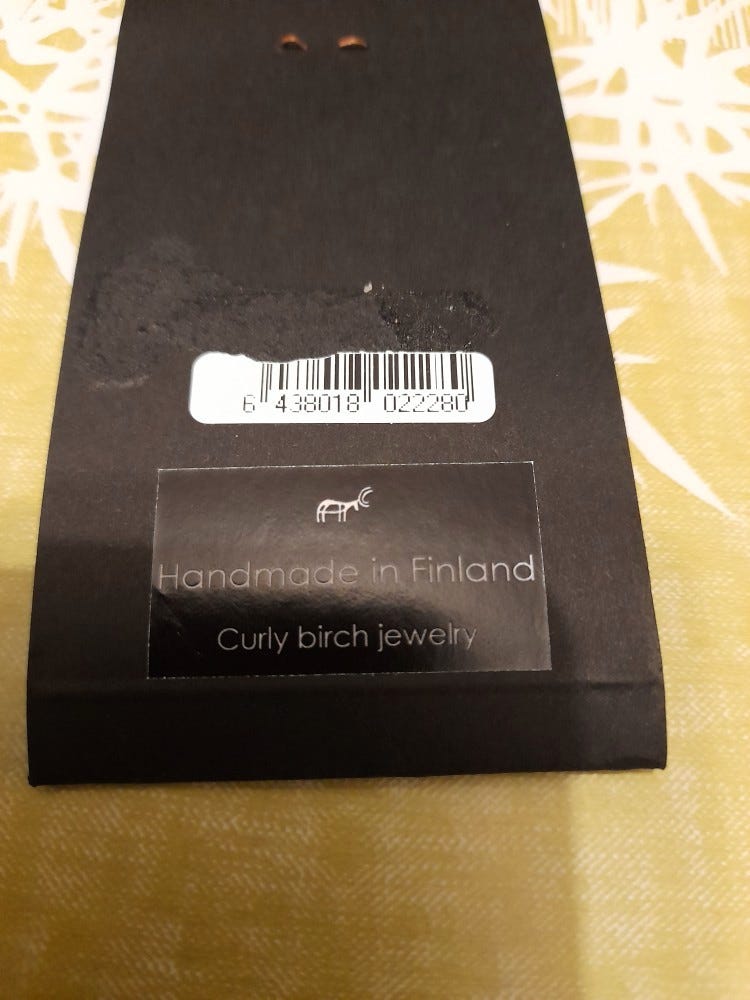 6 438018 022280
Handmade in Finland
Curly birch jewelry